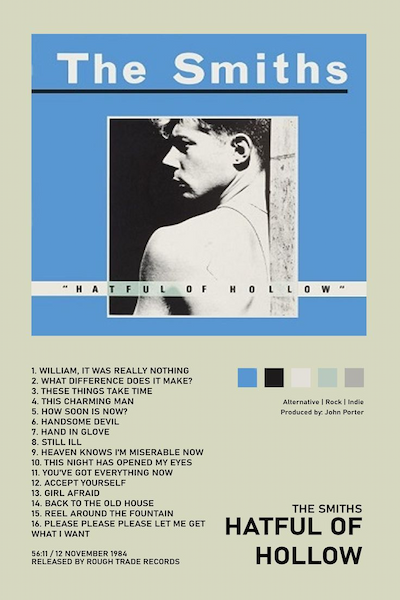 The Smiths
"HATFUL OF HOLLOW"
1. WILLIAM, IT WAS REALLY NOTHING
2. WHAT DIFFERENCE DOES IT MAKE?
3. THESE THINGS TAKE TIME
4. THIS CHARMING MAN
5. HOW SOON IS NOW?
6. HANDSOME DEVIL
7. HAND IN GLOVE
8. STILL ILL
9. HEAVEN KNOWS I'M MISERABLE NOW
10. THIS NIGHT HAS OPENED MY EYES
11. YOU'VE GOT EVERYTHING NOW
12. ACCEPT YOURSELF
13. GIRL AFRAID
14. BACK TO THE OLD HOUSE
15. REEL AROUND THE FOUNTAIN
16. PLEASE PLEASE PLEASE LET ME GET
WHAT I WANT
56:11 / 12 NOVEMBER 1984
RELEASED BY ROUGH TRADE RECORDS
Alternative | Rock | Indie
Produced by: John Porter
THE SMITHS
HATFUL OF
HOLLOW